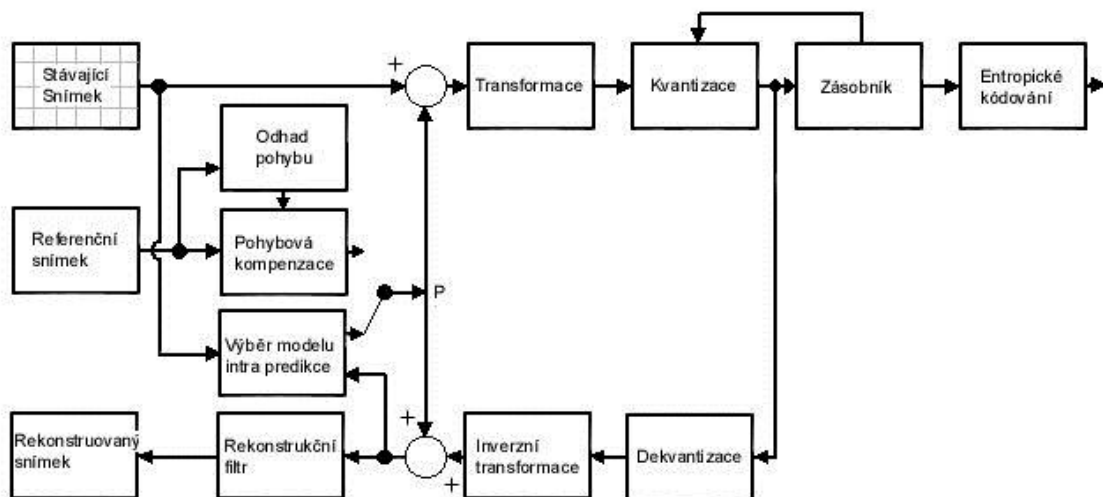 Stávající
Snímek
+
Transformace
Kvantizace
Zásobník
Entropické
kódování
Odhad
pohybu
Referenční
snímek
Pohybová
kompenzace
P
Výběr modelu
intra predikce
+
+
Rekonstruovaný
snímek
Rekonstrukční
filtr
Inverzní
transformace
Dekvantizace